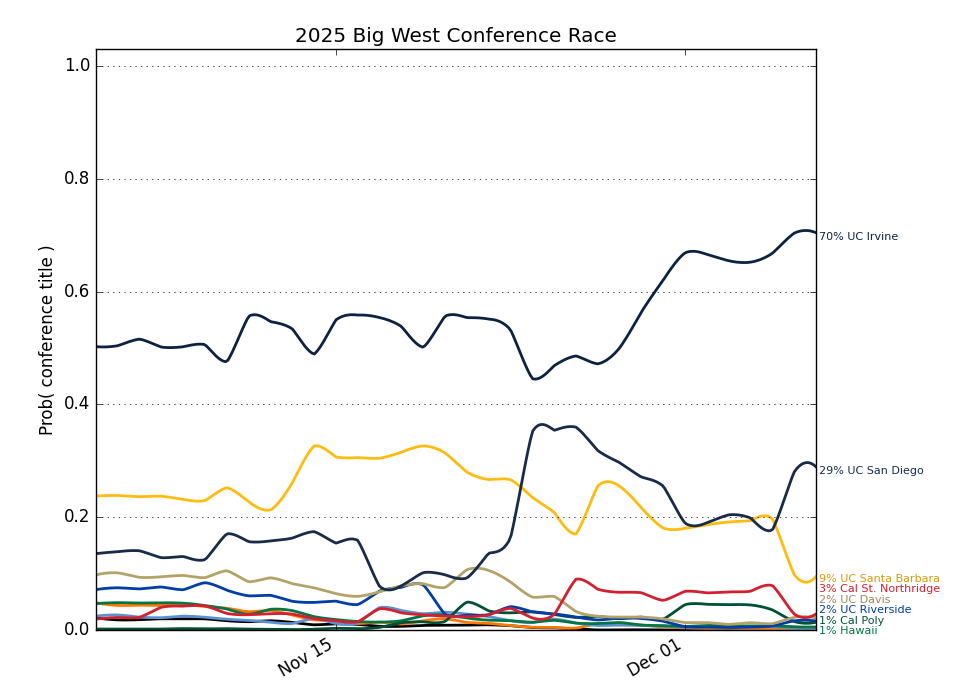 2025 Big West Conference Race
Prob( conference title )
1.0
0.8
0.6
0.4
0.2
0.0
Nov 15
Dec 01
70% UC Irvine
29% UC San Diego
9% UC Santa Barbara
3% Cal St. Northridge
2% UC Davis
2% UC Riverside
1% Cal Poly
1% Hawaii